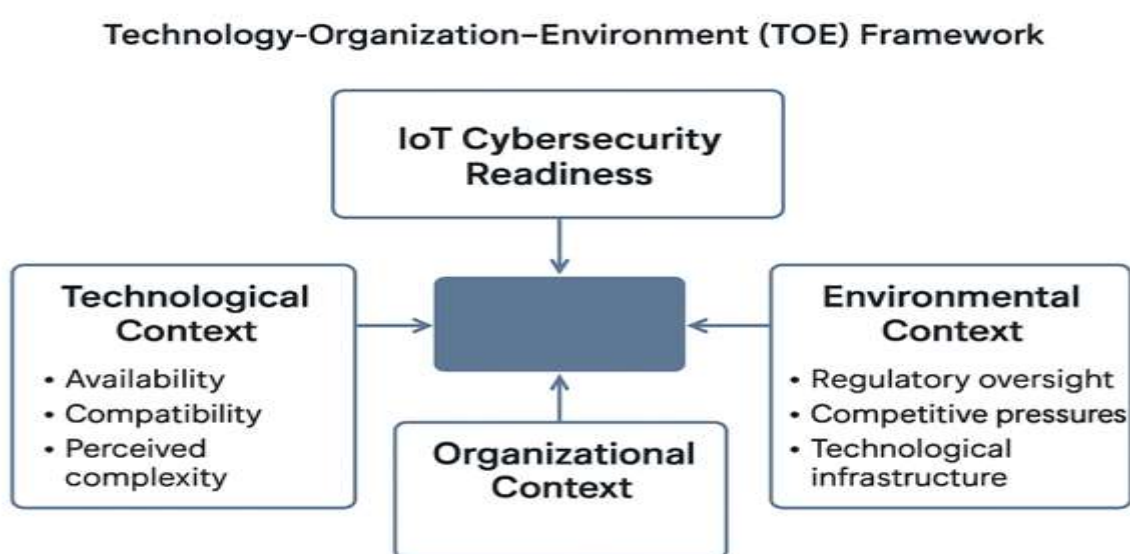 Technology-Organization–Environment (TOE) Framework
IoT Cybersecurity
Readiness
Technological
Context
• Availability
• Compatibility
• Perceived
complexity
Organizational
Context
Environmental
Context
• Regulatory oversight
• Competitive pressures
• Technological
infrastructure